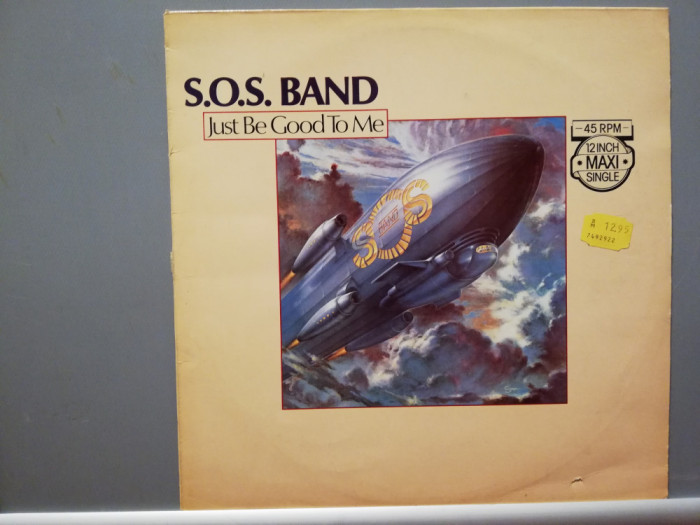 S.O.S. BAND
Just Be Good To Me
45 RPM
12 INCH
MAXI
SINGLE
SOS
12.95